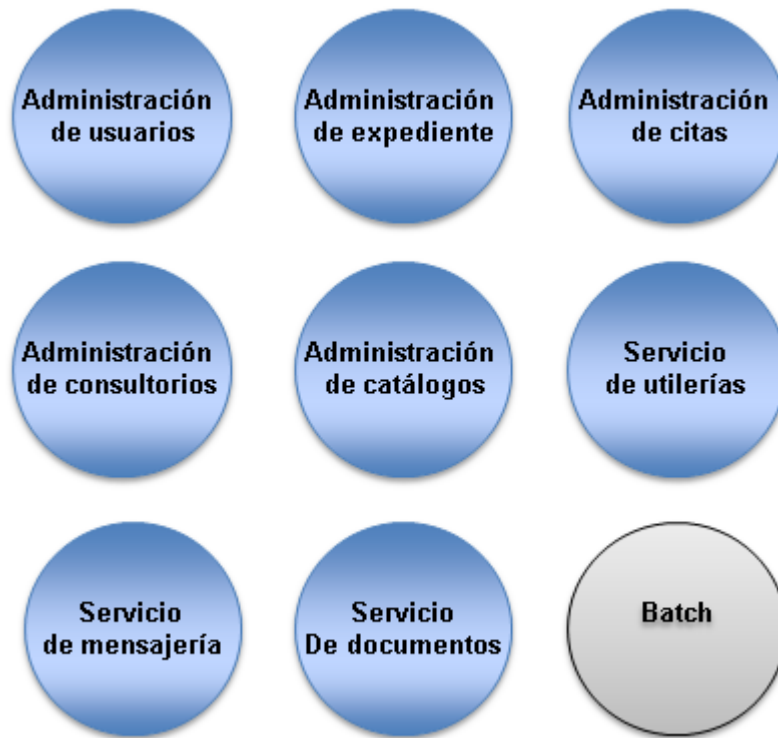 Administración
de usuarios
Administración
de expediente
Administración
de citas
Administración
de consultorios
Administración
de catálogos
Servicio
de utilerías
Servicio
de mensajería
Servicio
De documentos
Batch